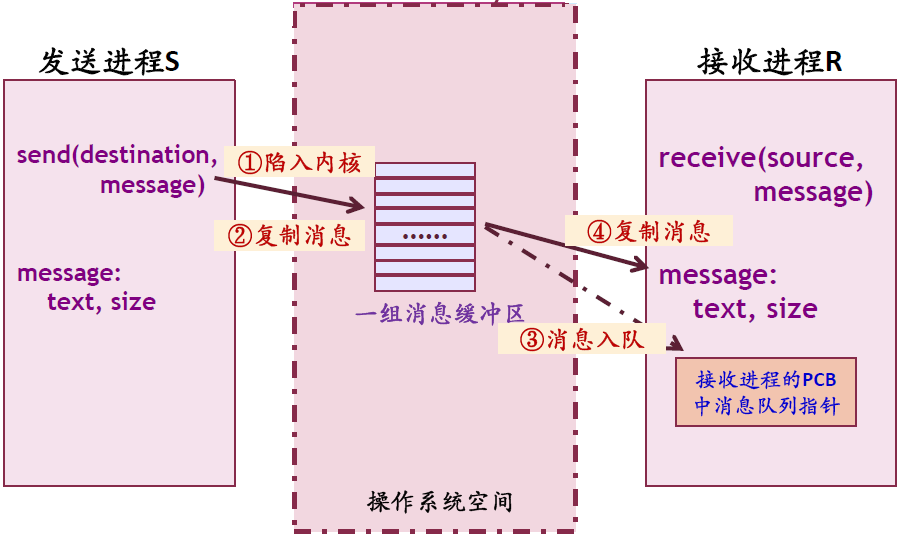 发送进程S
接收进程R
send(destination,
message)
①陷入内核
②复制消息
message:
text, size
······
一组消息缓冲区
操作系统空间
receive(source,
message)
④复制消息
message:
text, size
③消息入队
接收进程的PCB
中消息队列指针